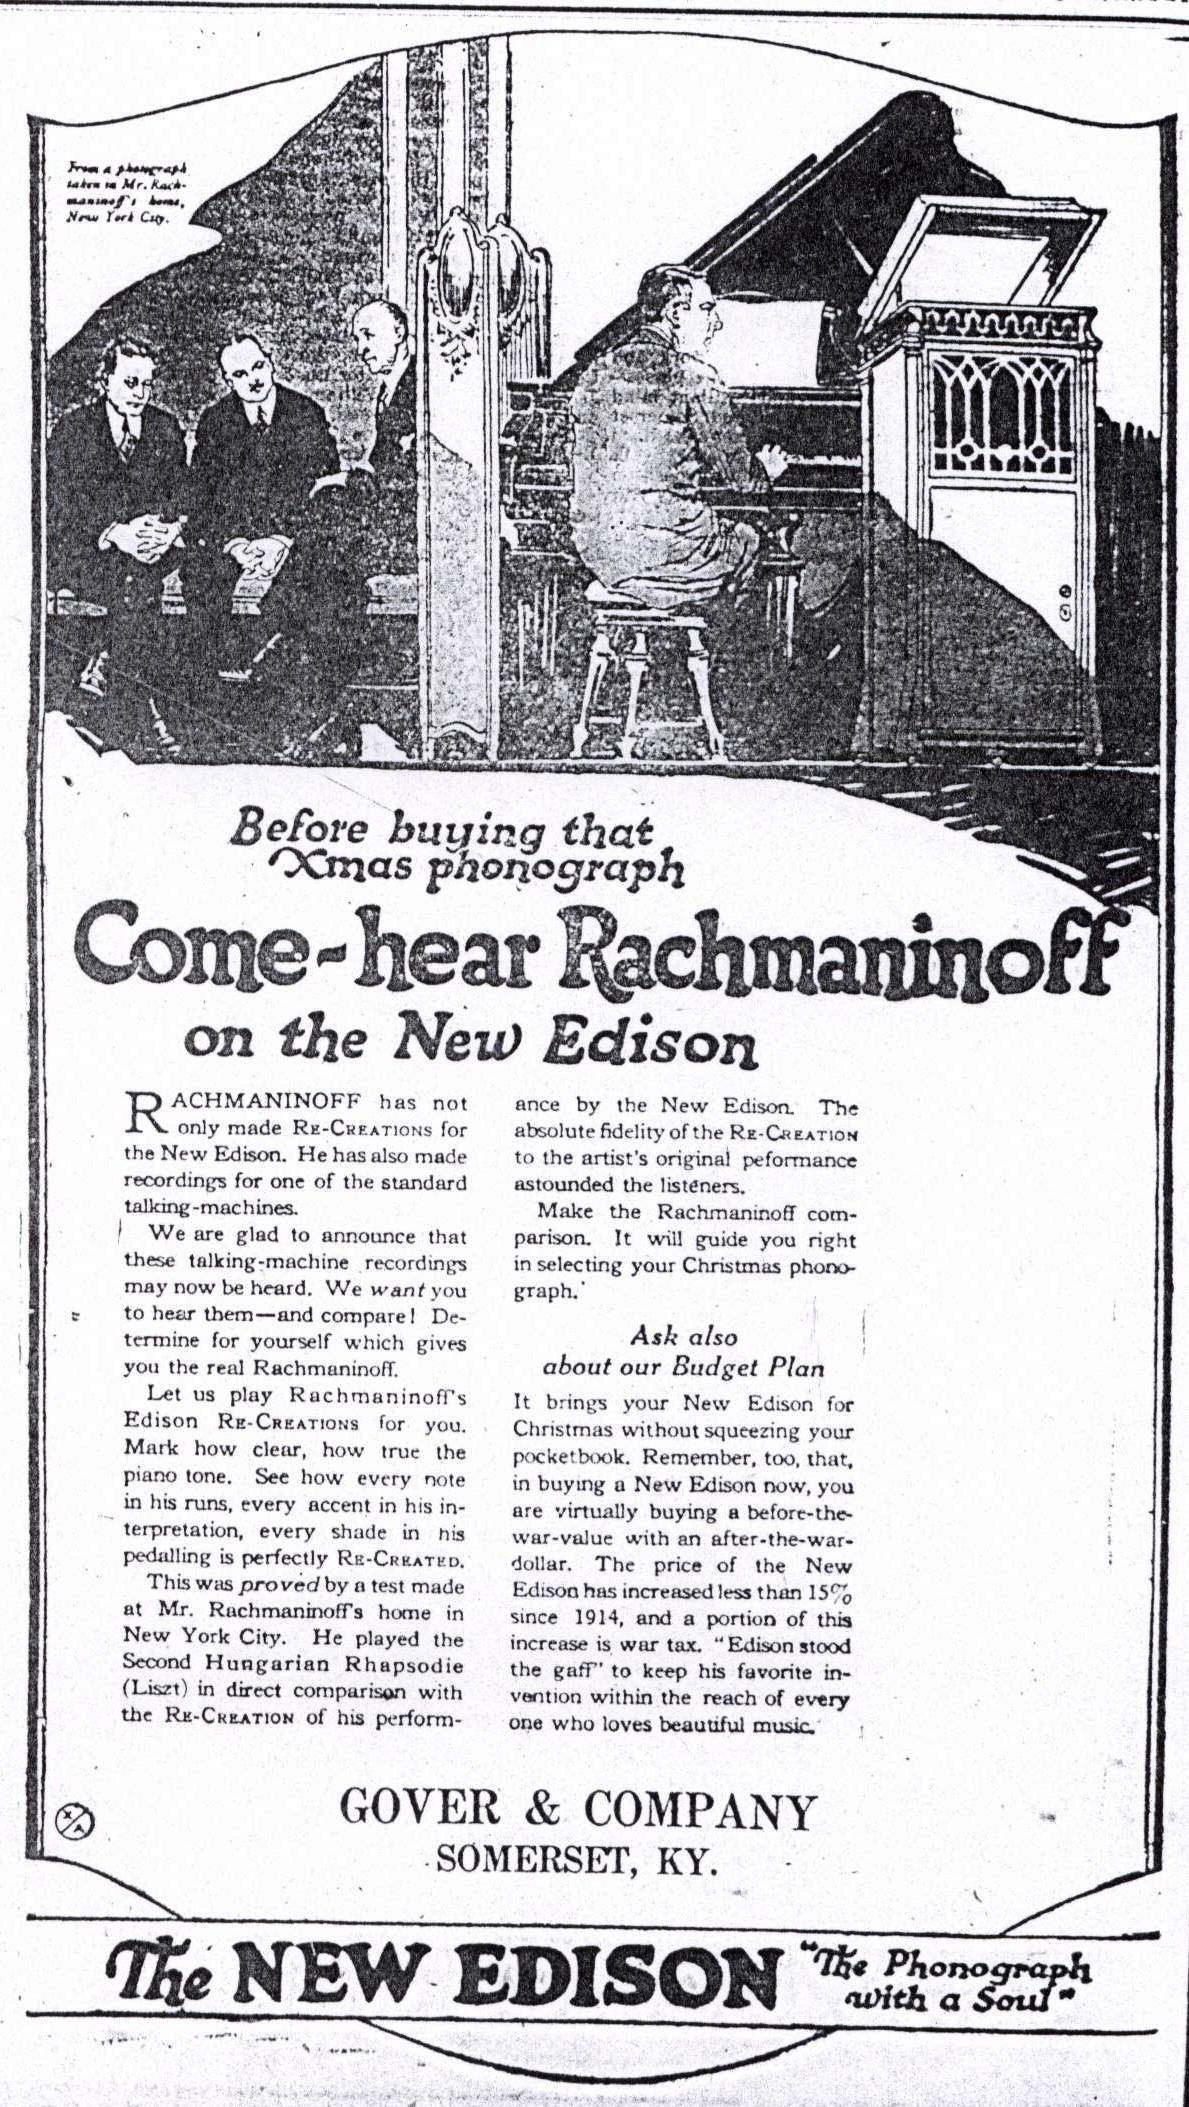 From a photograph
taken in Mr. Rach-
maninoff's home,
New York City.
Before buying that
Xmas phonograph
Come-hear Rachmaninoff
on the New Edison
RACHMANINOFF has not
only made RE-CREATIONS for
the New Edison. He has also made
recordings for one of the standard
talking-machines.
We are glad to announce that
these talking-machine recordings
may now be heard. We want you
to hear them—and compare! De-
termine for yourself which gives
you the real Rachmaninoff.
Let us play Rachmaninoff's
Edison RE-CREATIONS for you.
Mark how clear, how true the
piano tone. See how every note
in his runs, every accent in his in-
terpretation, every shade in his
pedalling is perfectly RE-CREATED.
This was proved by a test made
at Mr. Rachmaninoff's home in
New York City. He played the
Second Hungarian Rhapsodie
(Liszt) in direct comparison with
the RE-CREATION of his perform-
ance by the New Edison. The
absolute fidelity of the RE-CREATION
to the artist's original peformance
astounded the listeners.
Make the Rachmaninoff com-
parison. It will guide you right
in selecting your Christmas phono-
graph.
Ask also
about our Budget Plan
It brings your New Edison for
Christmas without squeezing your
pocketbook. Remember, too, that,
in buying a New Edison now, you
are virtually buying a before-the-
war-value with an after-the-war-
dollar. The price of the New
Edison has increased less than 15%
since 1914, and a portion of this
increase is war tax. "Edison stood
the gaff" to keep his favorite in-
vention within the reach of every
one who loves beautiful music.
GOVER & COMPANY
SOMERSET, KY.
The NEW EDISON "The Phonograph
with a Soul"